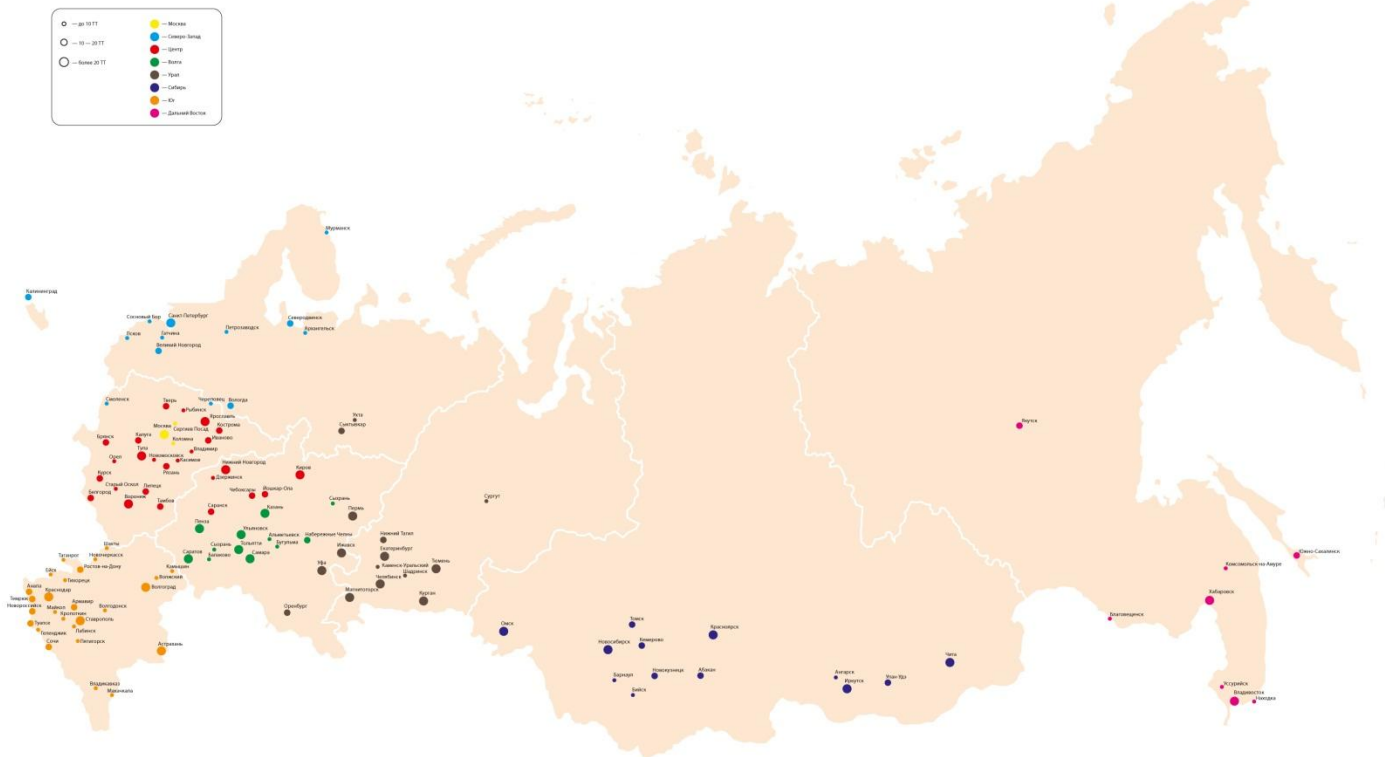 — до 10 ТТ
— 10 — 20 ТТ
— более 20 ТТ
— Москва
— Северо-Запад
— Центр
— Волга
— Урал
— Сибирь
— Юг
— Дальний Восток
Мурманск
Калининград
Сосновый Бор
Санкт-Петербург
Псков
Гатчина
Великий Новгород
Петрозаводск
Северодвинск
Архангельск
Смоленск
Тверь
Рыбинск
Череповец
Вологда
Ярославль
Москва
Сергиев Посад
Кострома
Коломна
Иваново
Брянск
Калуга
Тула
Новомосковск
Владимир
Касимов
Рязань
Орел
Курск
Старый Оскол
Липецк
Белгород
Воронеж
Тамбов
Нижний Новгород
Дзержинск
Киров
Чебоксары
Йошкар-Ола
Саранск
Казань
Сызрань
Пермь
Ухта
Сыктывкар
Сургут
Пенза
Ульяновск
Альметьевск
Набережные Челны
Бугульма
Сызрань
Тольятти
Саратов
Балаково
Самара
Ижевск
Нижний Тагил
Екатеринбург
Каменск-Уральский
Шадринск
Тюмень
Уфа
Челябинск
Магнитогорск
Курган
Оренбург
Шахты
Таганрог
Новочеркасск
Ростов-на-Дону
Ейск
Тихорецк
Камышин
Волжский
Волгоград
Анапа
Краснодар
Темрюк
Новороссийск
Майкоп
Армавир
Кропоткин
Волгодонск
Ставрополь
Туапсе
Лабинск
Геленджик
Сочи
Пятигорск
Астрахань
Владикавказ
Махачкала
Омск
Томск
Новосибирск
Кемерово
Красноярск
Барнаул
Новокузнецк
Абакан
Бийск
Ангарск
Иркутск
Улан-Удэ
Чита
Якутск
Благовещенск
Комсомольск-на-Амуре
Хабаровск
Южно-Сахалинск
Уссурийск
Владивосток
Находка